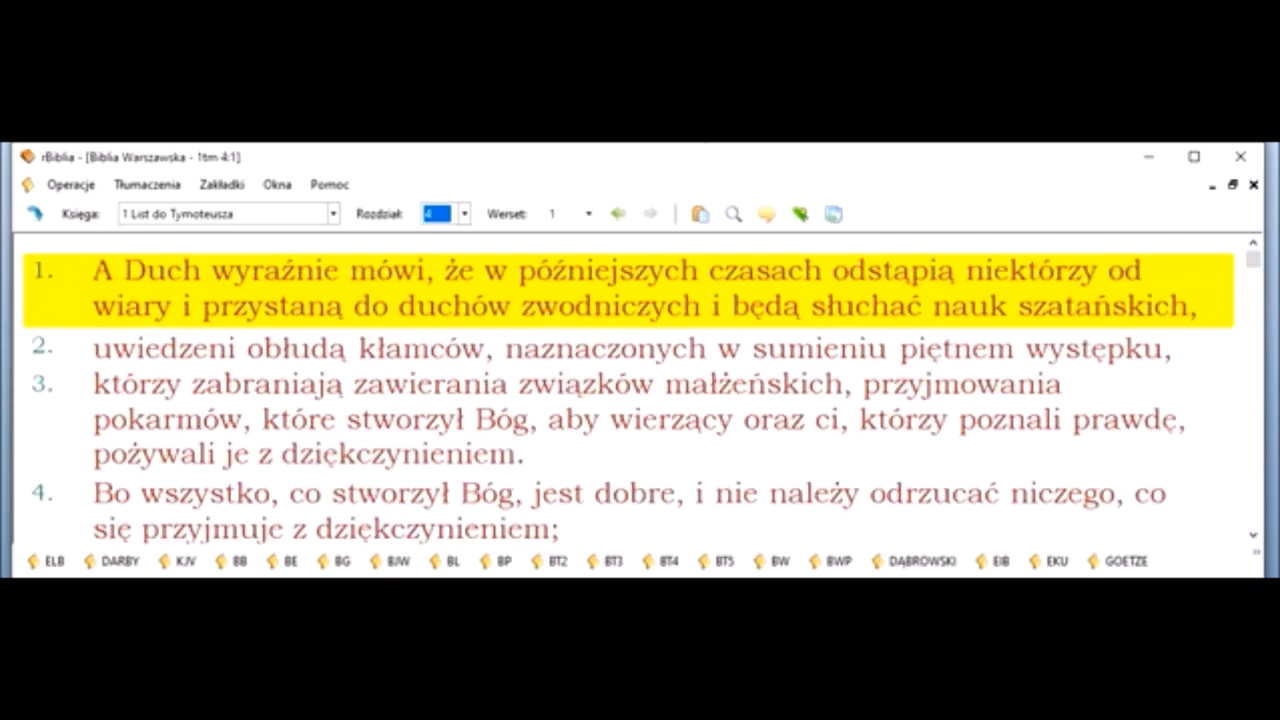 rBiblia - [Biblia Warszawska - 1tm 4:1]
Operacje Tłumaczenia Zakładki Okna Pomoc
Księga: 1 List do Tymoteusza Rozdział: 4 Werset: 1
1. A Duch wyraźnie mówi, że w późniejszych czasach odstąpią niektórzy od
wiary i przystaną do duchów zwodniczych i będą słuchać nauk szatańskich,
2. uwiedzeni obłudą kłamców, naznaczonych w sumieniu piętnem występku,
3. którzy zabraniają zawierania związków małżeńskich, przyjmowania
pokarmów, które stworzył Bóg, aby wierzący oraz ci, którzy poznali prawdę,
pożywali je z dziękczynieniem.
4. Bo wszystko, co stworzył Bóg, jest dobre, i nie należy odrzucać niczego, co
się przyjmuje z dziękczynieniem;
ELB DARBY KJV BB BE BG BJW BL BP BT2 BT3 BT4 BT5 BW BWP DĄBROWSKI EIB EKU GOETZE